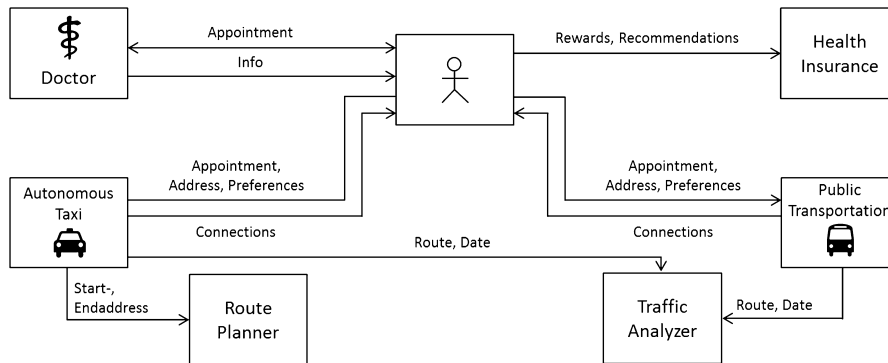 Appointment
Doctor
Info
Rewards, Recommendations
Health
Insurance
Autonomous
Taxi
Appointment,
Address, Preferences
Connections
Appointment,
Address, Preferences
Connections
Public
Transportation
Route, Date
Start-,
Endaddress
Route
Planner
Traffic
Analyzer
Route, Date